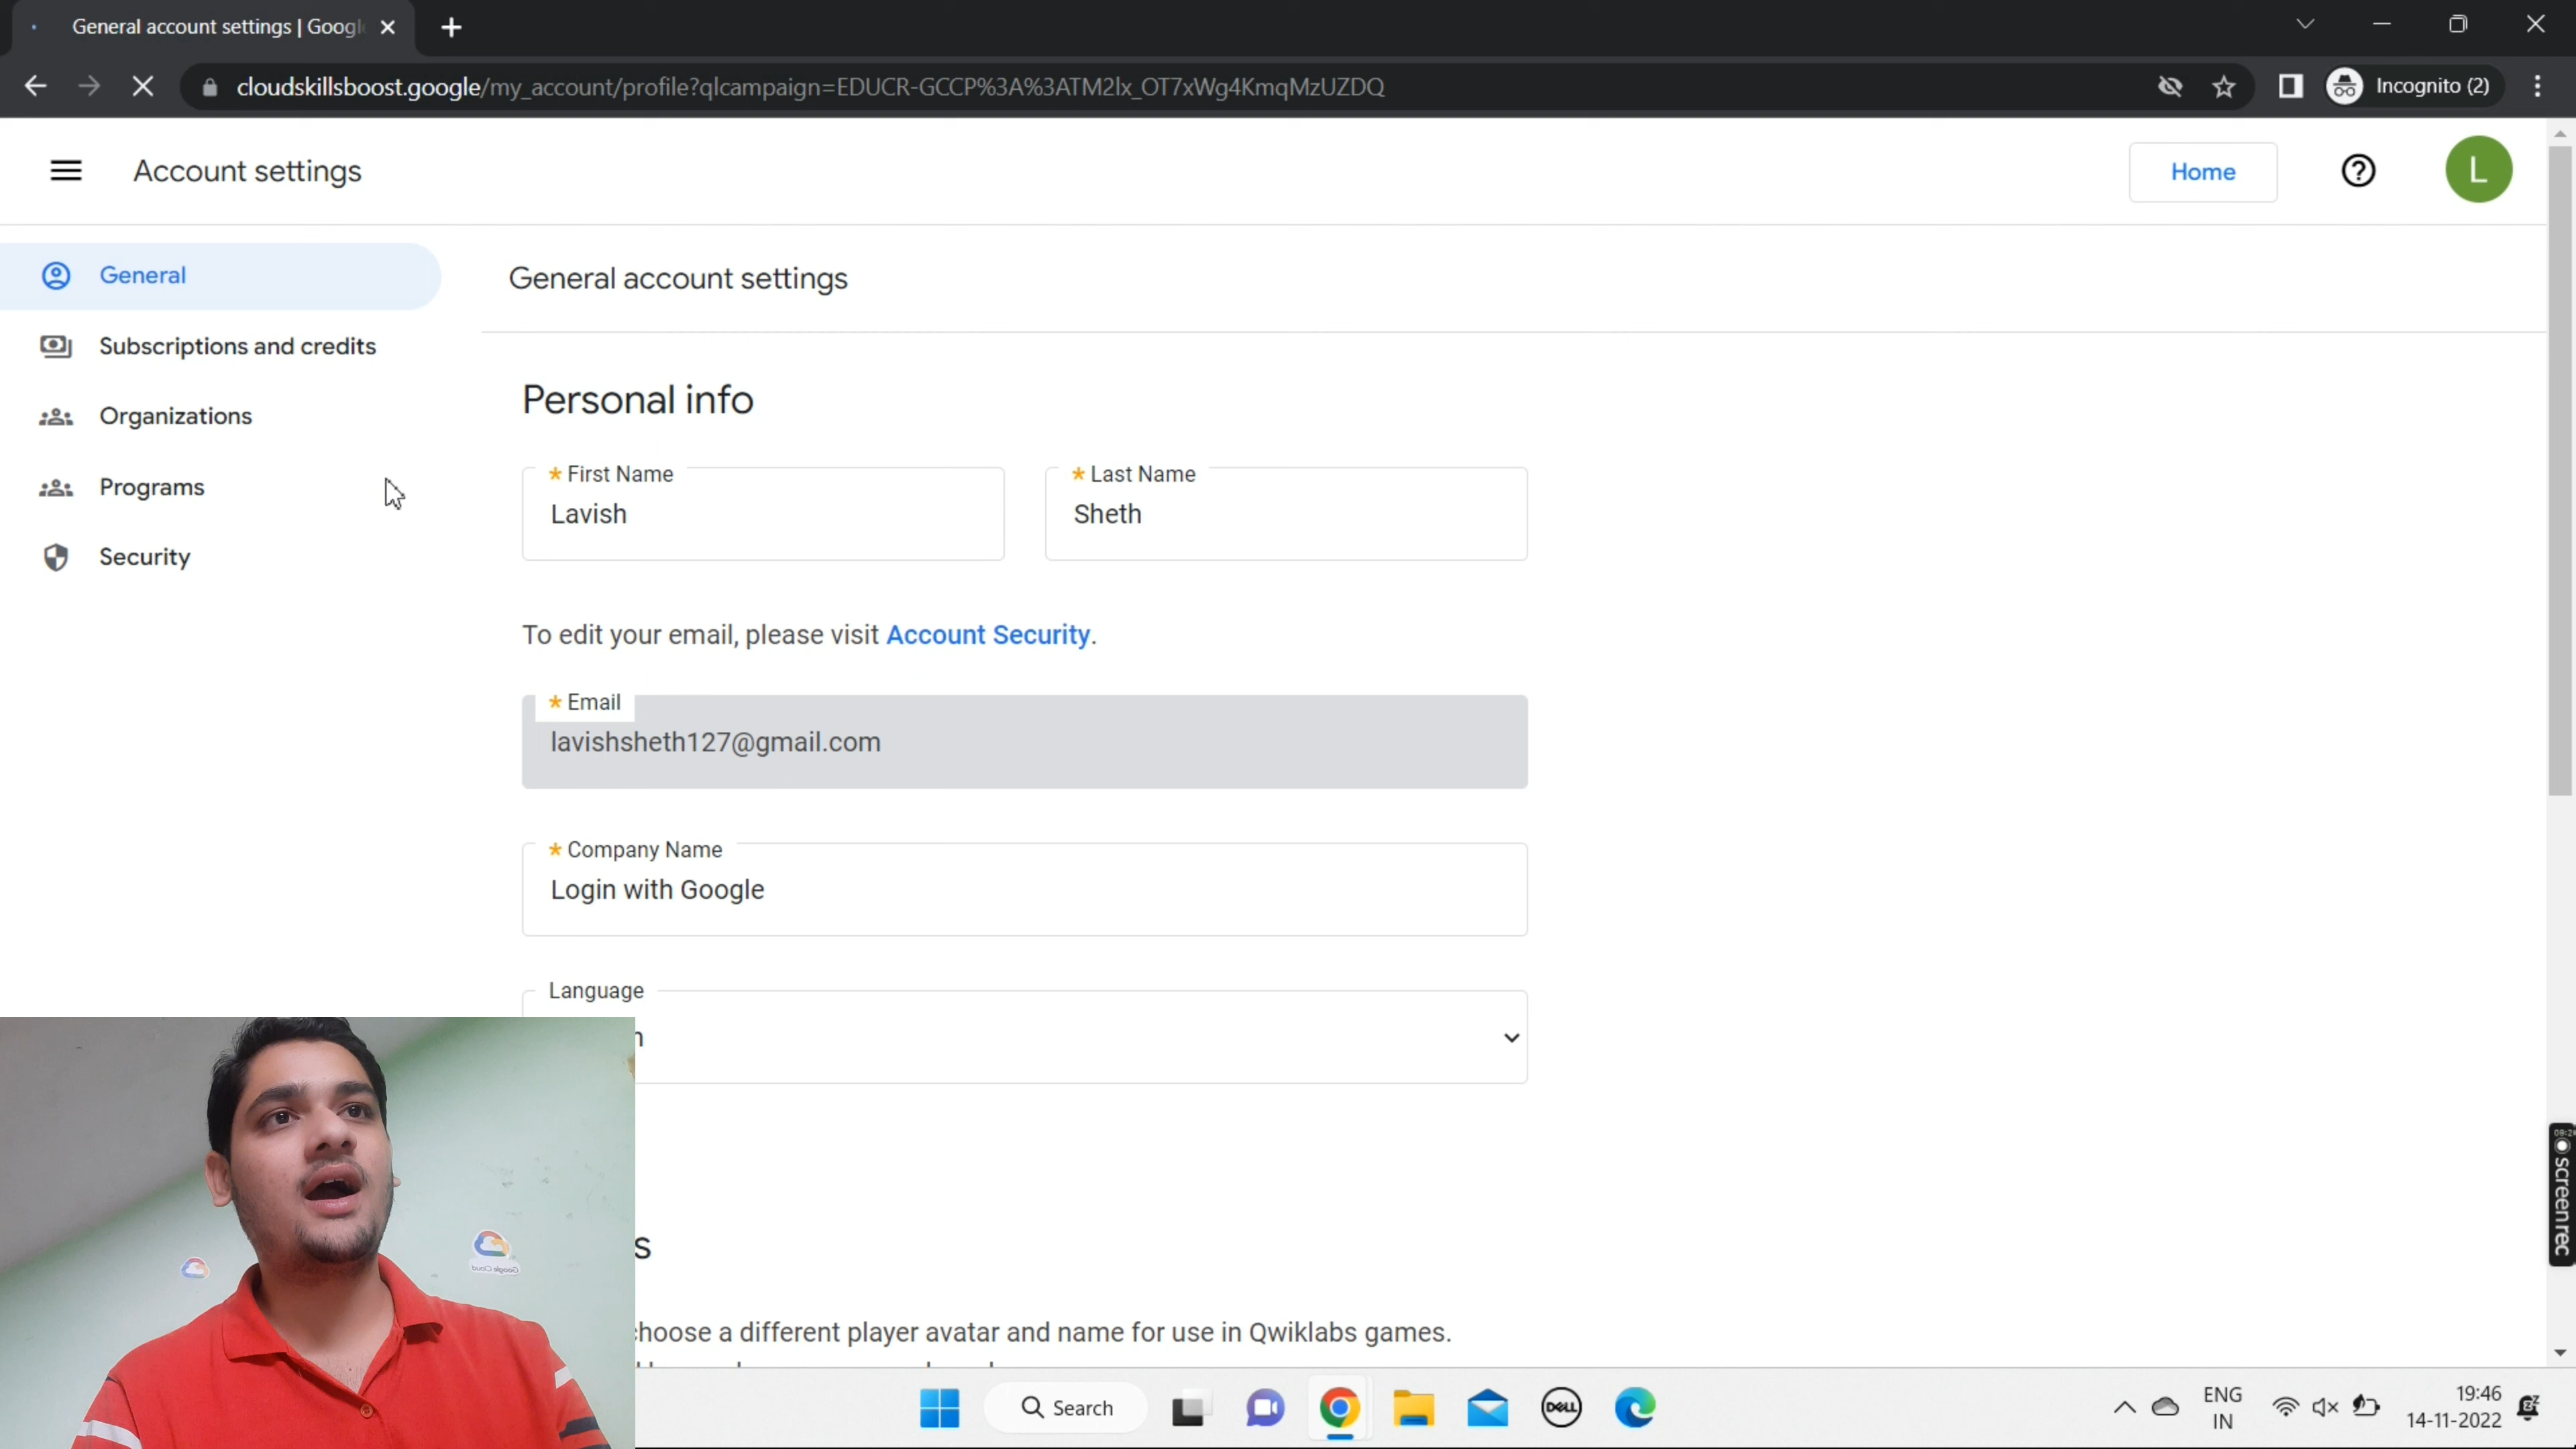 General account settings | Googl
cloudskillsboost.google/my_account/profile?qlcampaign=EDUCR-GCCP%3A%3ATM2lx_OT7xWg4KmqMzUZDQ
Incognito (2)
Account settings
Home
L
General
Subscriptions and credits
Organizations
Programs
Security
General account settings
Personal info
* First Name
Lavish
* Last Name
Sheth
To edit your email, please visit Account Security.
* Email
lavishsheth127@gmail.com
* Company Name
Login with Google
Language
n
s
hoose a different player avatar and name for use in Qwiklabs games.
Google Cloud
screenrec
Search
DELL
ENG
IN
19:46
14-11-2022